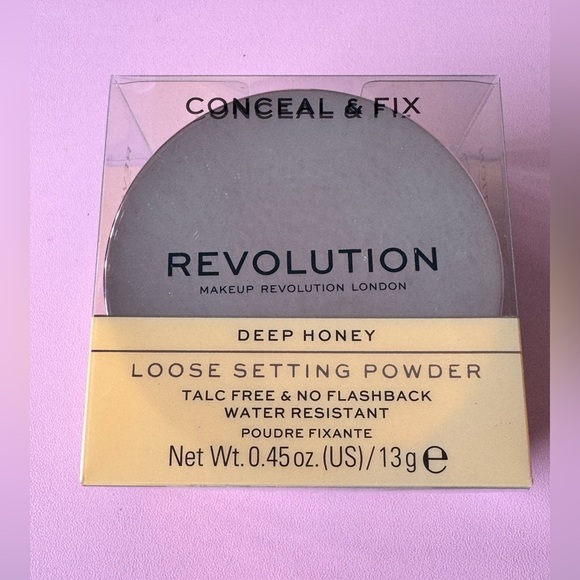 CONCEAL & FIX
REVOLUTION
MAKEUP REVOLUTION LONDON
DEEP HONEY
LOOSE SETTING POWDER
TALC FREE & NO FLASHBACK
WATER RESISTANT
POUDRE FIXANTE
Net Wt. 0.45 oz. (US) / 13 g ℮